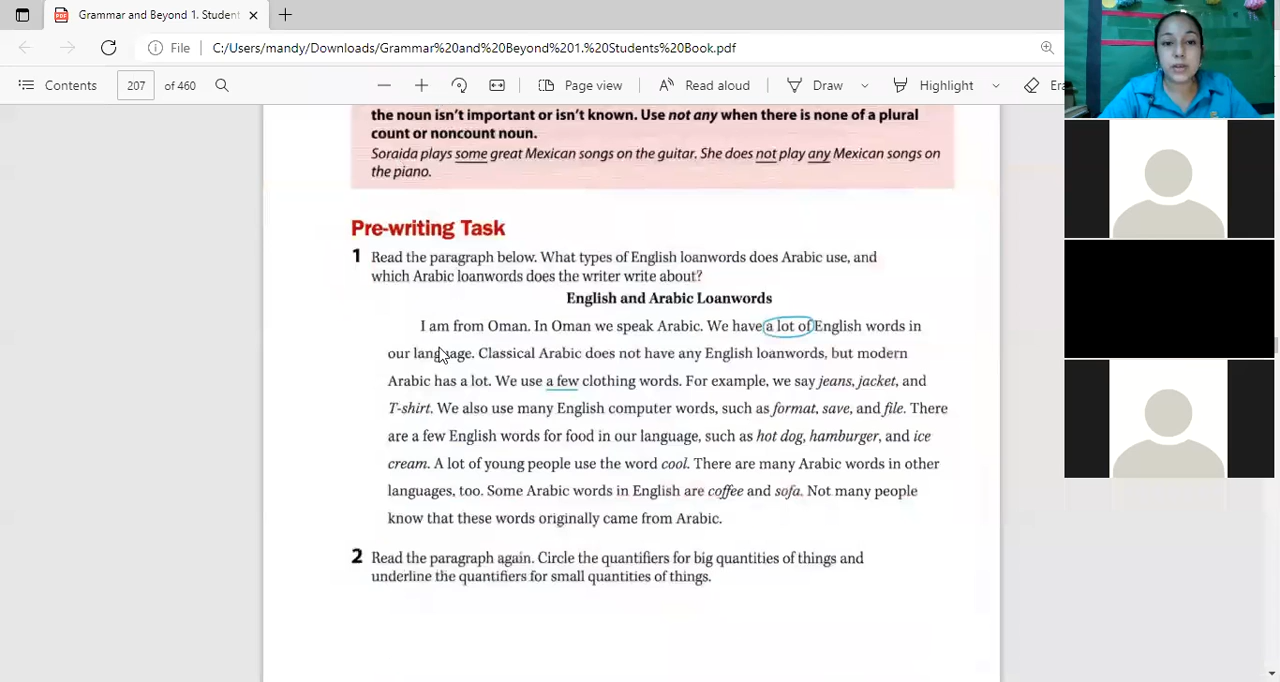 Grammar and Beyond 1. Student
File C:/Users/mandy/Downloads/Grammar%20and%20Beyond%201.%20Students%20Book.pdf
Contents 207 of 460 Page view Read aloud Draw Highlight
the noun isn't important or isn't known. Use not any when there is none of a plural
count or noncount noun.
Soraida plays some great Mexican songs on the guitar. She does not play any Mexican songs on
the piano.
Pre-writing Task
1 Read the paragraph below. What types of English loanwords does Arabic use, and
which Arabic loanwords does the writer write about?
English and Arabic Loanwords
I am from Oman. In Oman we speak Arabic. We have a lot of English words in
our language. Classical Arabic does not have any English loanwords, but modern
Arabic has a lot. We use a few clothing words. For example, we say jeans, jacket, and
T-shirt. We also use many English computer words, such as format, save, and file. There
are a few English words for food in our language, such as hot dog, hamburger, and ice
cream. A lot of young people use the word cool. There are many Arabic words in other
languages, too. Some Arabic words in English are coffee and sofa. Not many people
know that these words originally came from Arabic.
2 Read the paragraph again. Circle the quantifiers for big quantities of things and
underline the quantifiers for small quantities of things.